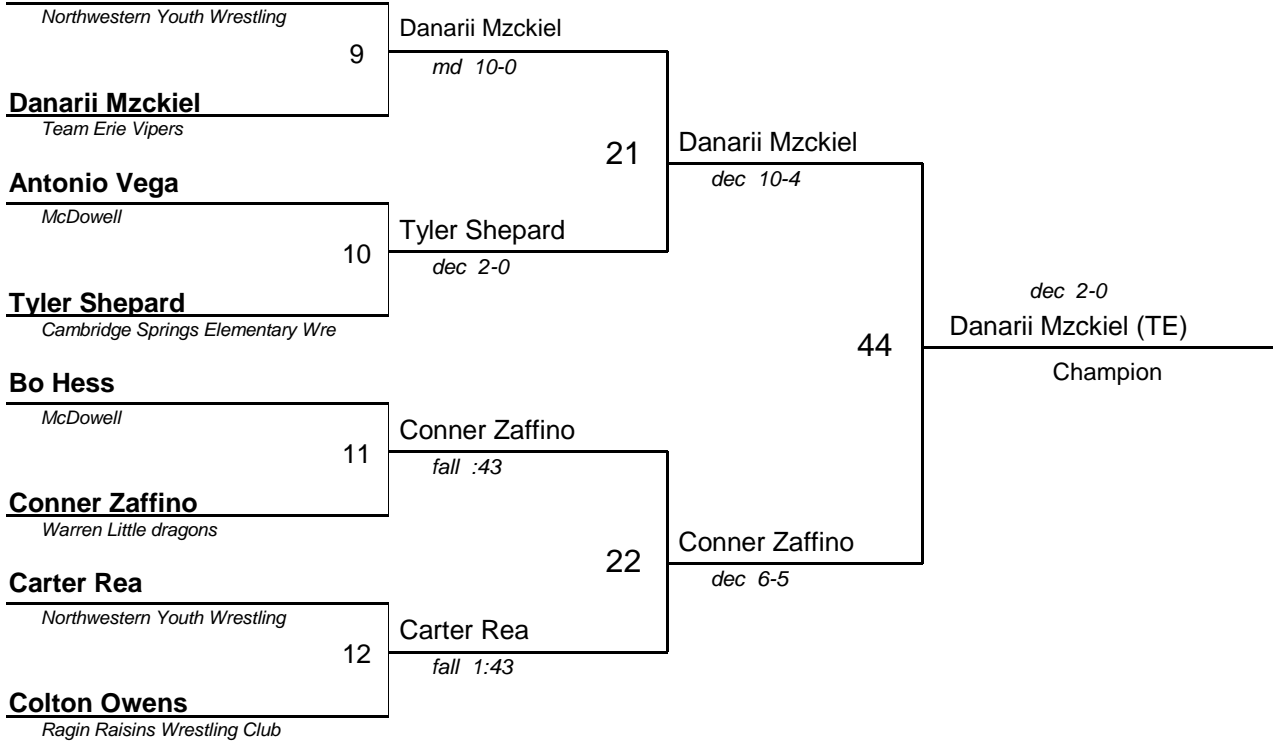 Northwestern Youth Wrestling
9
Danarii Mzckiel
md 10-0
Danarii Mzckiel
Team Erie Vipers
21
Danarii Mzckiel
dec 10-4
Antonio Vega
McDowell
10
Tyler Shepard
dec 2-0
Tyler Shepard
Cambridge Springs Elementary Wre
44
dec 2-0
Danarii Mzckiel (TE)
Champion
Bo Hess
McDowell
11
Conner Zaffino
fall :43
Conner Zaffino
Warren Little dragons
22
Conner Zaffino
dec 6-5
Carter Rea
Northwestern Youth Wrestling
12
Carter Rea
fall 1:43
Colton Owens
Ragin Raisins Wrestling Club